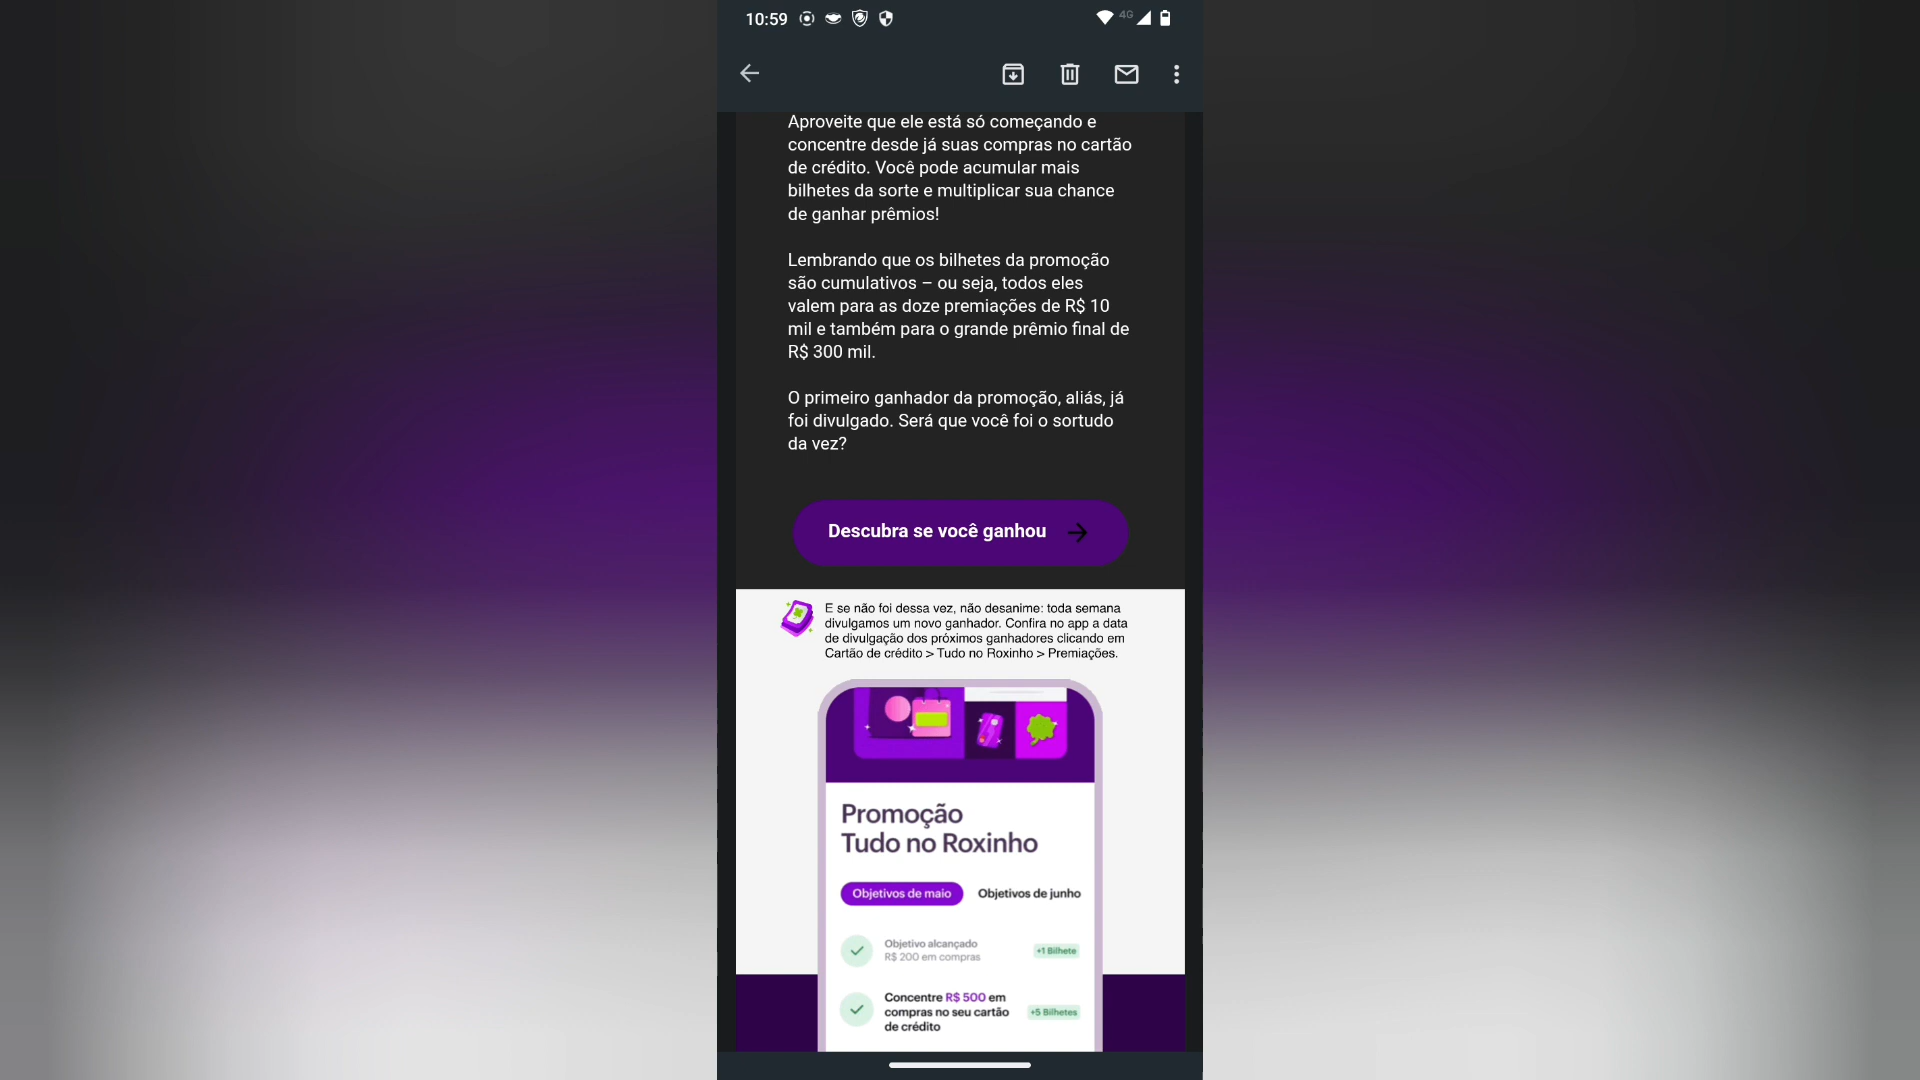 10:59
4G
Aproveite que ele está só começando e
concentre desde já suas compras no cartão
de crédito. Você pode acumular mais
bilhetes da sorte e multiplicar sua chance
de ganhar prêmios!
Lembrando que os bilhetes da promoção
são cumulativos – ou seja, todos eles
valem para as doze premiações de R$ 10
mil e também para o grande prêmio final de
R$ 300 mil.
O primeiro ganhador da promoção, aliás, já
foi divulgado. Será que você foi o sortudo
da vez?
Descubra se você ganhou
E se não foi dessa vez, não desanime: toda semana
divulgamos um novo ganhador. Confira no app a data
de divulgação dos próximos ganhadores clicando em
Cartão de crédito > Tudo no Roxinho > Premiações.
Promoção
Tudo no Roxinho
Objetivos de maio Objetivos de junho
Objetivo alcançado
R$ 200 em compras
+1 Bilhete
Concentre R$ 500 em
compras no seu cartão
de crédito
+5 Bilhetes